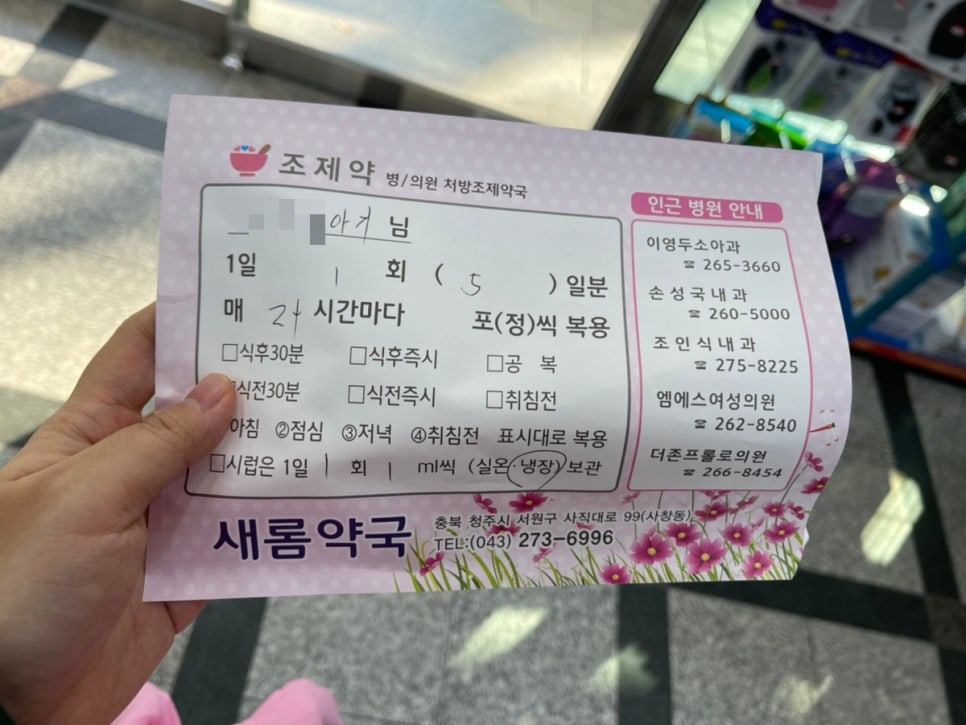 조제약 병/의원 처방조제약국
아기 님
1일 1 회 ( 5 ) 일분
매 24 시간마다 포(정)씩 복용
□식후30분 □식후즉시 □공 복
식전30분 □식전즉시 □취침전
아침 ②점심 ③저녁 ④취침전 표시대로 복용
□시럽은 1일 1 회 1 ml씩 (실온·냉장)보관
인근 병원 안내
이영두소아과
☎ 265-3660
손성국내과
☎ 260-5000
조인식내과
☎ 275-8225
엠에스여성의원
☎ 262-8540
더존프롤로의원
☎ 266-8454
새롬약국
충북 청주시 서원구 사직대로 99(사창동)
TEL:(043) 273-6996